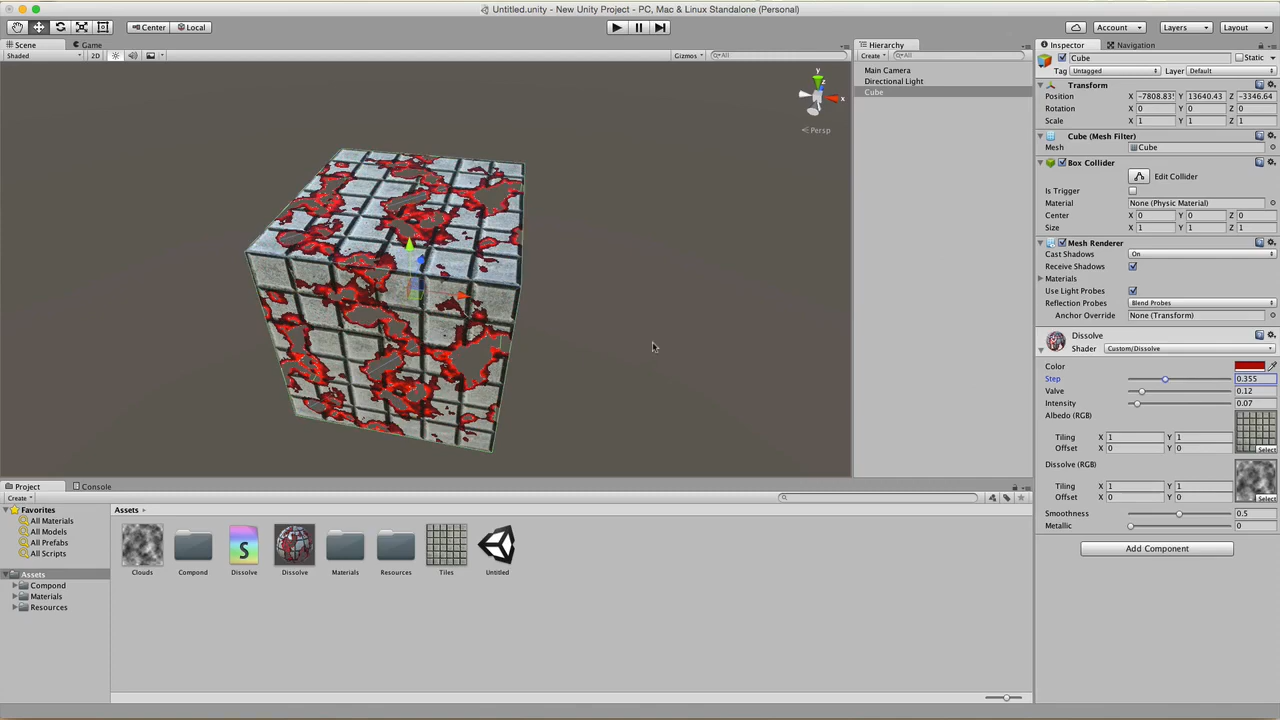 Untitled.unity - New Unity Project - PC, Mac & Linux Standalone (Personal)
Center Local Account Layers Layout
Scene Game
Shaded 2D Gizmos All
y
z
x
Persp
Hierarchy
Create All
Main Camera
Directional Light
Cube
Inspector Navigation
Cube Static
Tag Untagged Layer Default
Transform
Position X -7808.83 Y 13640.43 Z -3346.64
Rotation X 0 Y 0 Z 0
Scale X 1 Y 1 Z 1
Cube (Mesh Filter)
Mesh Cube
Box Collider
Edit Collider
Is Trigger
Material None (Physic Material)
Center X 0 Y 0 Z 0
Size X 1 Y 1 Z 1
Mesh Renderer
Cast Shadows On
Receive Shadows
Materials
Use Light Probes
Reflection Probes Blend Probes
Anchor Override None (Transform)
Dissolve
Shader Custom/Dissolve
Color
Step 0.355
Valve 0.12
Intensity 0.07
Albedo (RGB)
Tiling X 1 Y 1
Offset X 0 Y 0
Select
Dissolve (RGB)
Tiling X 1 Y 1
Offset X 0 Y 0
Select
Smoothness 0.5
Metallic 0
Add Component
Project Console
Create
Favorites
All Materials
All Models
All Prefabs
All Scripts
Assets
Compond
Materials
Resources
Assets
S
Clouds Compond Dissolve Dissolve Materials Resources Tiles Untitled